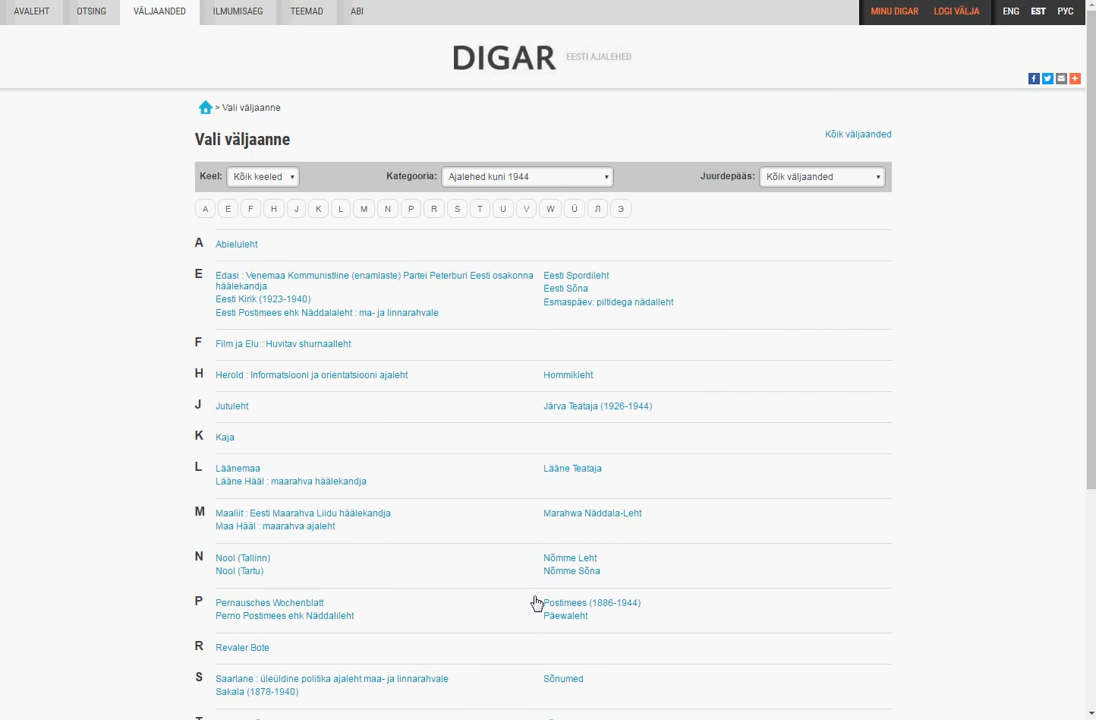 AVALEHT OTSING VÄLJAANDED ILMUMISAEG TEEMAD ABI MINU DIGAR LOGI VÄLJA ENG EST РУС
DIGAR EESTI AJALEHED
> Vali väljaanne
Vali väljaanne
Kõik väljaanded
Keel: Kõik keeled Kategooria: Ajalehed kuni 1944 Juurdepääs: Kõik väljaanded
A E F H J K L M N P R S T U V W Ü Л Э
A Abieluleht
E Edasi : Venemaa Kommunistline (enamlaste) Partei Peterburi Eesti osakonna Eesti Spordileht
häälekandja Eesti Sõna
Eesti Kirik (1923-1940) Esmaspäev: piltidega nädalleht
Eesti Postimees ehk Näddalaleht : ma- ja linnarahvale
F Film ja Elu : Huvitav shurnaalleht
H Herold : Informatsiooni ja orientatsiooni ajaleht Hommikleht
J Jutuleht Järva Teataja (1926-1944)
K Kaja
L Läänemaa Lääne Teataja
Lääne Hääl : maarahva häälekandja
M Maaliit : Eesti Maarahva Liidu häälekandja Marahwa Näddala-Leht
Maa Hääl : maarahva ajaleht
N Nool (Tallinn) Nõmme Leht
Nool (Tartu) Nõmme Sõna
P Pernausches Wochenblatt Postimees (1886-1944)
Perno Postimees ehk Näddalileht Päewaleht
R Revaler Bote
S Saarlane : üleüldine politika ajaleht maa- ja linnarahvale Sõnumed
Sakala (1878-1940)